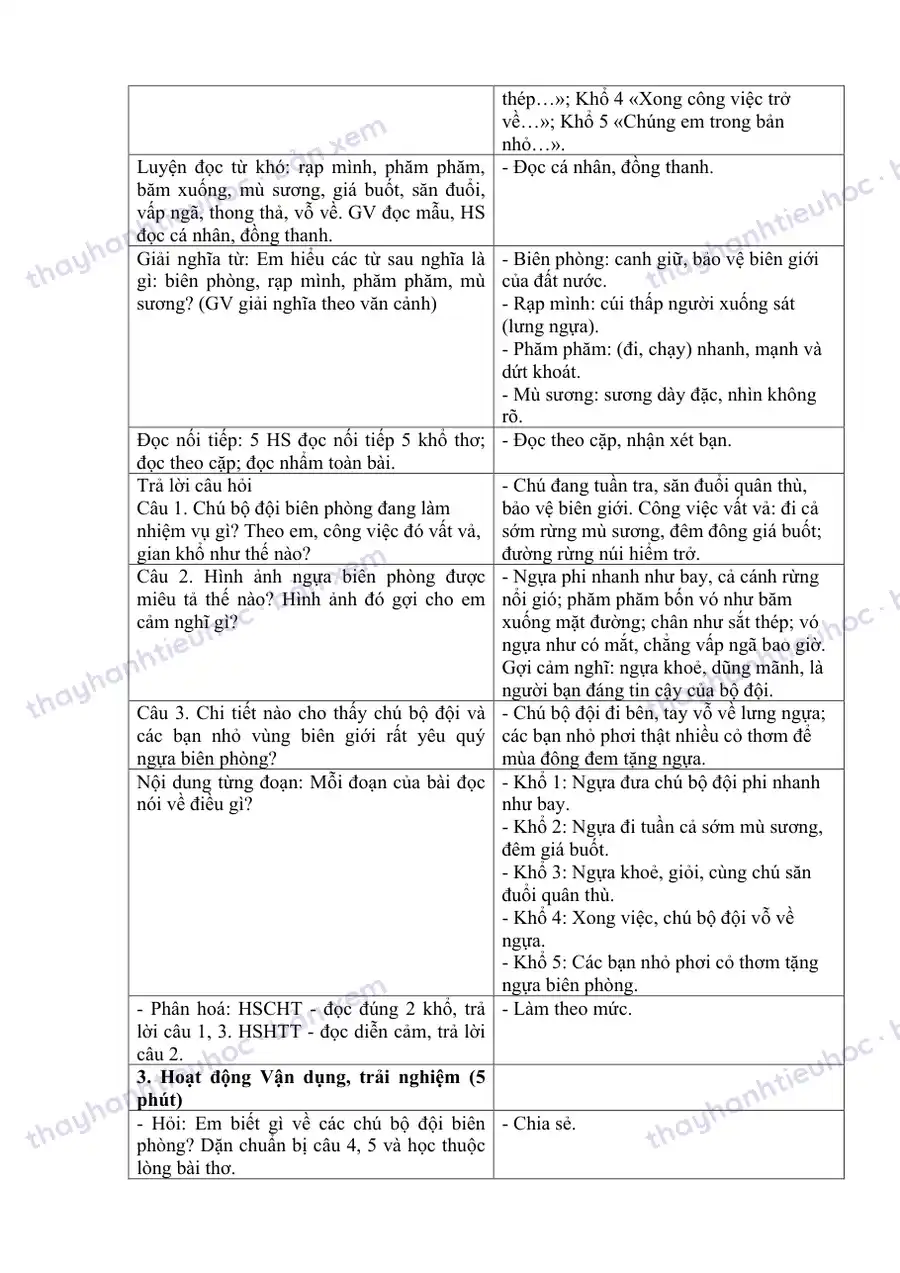 thép…»; Khổ 4 «Xong công việc trở
về…»; Khổ 5 «Chúng em trong bản
nhỏ…».
Luyện đọc từ khó: rạp mình, phăm phăm,
băm xuống, mù sương, giá buốt, săn đuổi,
vấp ngã, thong thả, vỗ về. GV đọc mẫu, HS
đọc cá nhân, đồng thanh.
- Đọc cá nhân, đồng thanh.
Giải nghĩa từ: Em hiểu các từ sau nghĩa là
gì: biên phòng, rạp mình, phăm phăm, mù
sương? (GV giải nghĩa theo văn cảnh)
- Biên phòng: canh giữ, bảo vệ biên giới
của đất nước.
- Rạp mình: cúi thấp người xuống sát
(lưng ngựa).
- Phăm phăm: (đi, chạy) nhanh, mạnh và
dứt khoát.
- Mù sương: sương dày đặc, nhìn không
rõ.
Đọc nối tiếp: 5 HS đọc nối tiếp 5 khổ thơ;
đọc theo cặp; đọc nhẩm toàn bài.
- Đọc theo cặp, nhận xét bạn.
Trả lời câu hỏi
Câu 1. Chú bộ đội biên phòng đang làm
nhiệm vụ gì? Theo em, công việc đó vất vả,
gian khổ như thế nào?
- Chú đang tuần tra, săn đuổi quân thù,
bảo vệ biên giới. Công việc vất vả: đi cả
sớm rừng mù sương, đêm đông giá buốt;
đường rừng núi hiểm trở.
Câu 2. Hình ảnh ngựa biên phòng được
miêu tả thế nào? Hình ảnh đó gợi cho em
cảm nghĩ gì?
- Ngựa phi nhanh như bay, cả cánh rừng
nổi gió; phăm phăm bốn vó như băm
xuống mặt đường; chân như sắt thép; vó
ngựa như có mắt, chẳng vấp ngã bao giờ.
Gợi cảm nghĩ: ngựa khoẻ, dũng mãnh, là
người bạn đáng tin cậy của bộ đội.
Câu 3. Chi tiết nào cho thấy chú bộ đội và
các bạn nhỏ vùng biên giới rất yêu quý
ngựa biên phòng?
- Chú bộ đội đi bên, tay vỗ về lưng ngựa;
các bạn nhỏ phơi thật nhiều cỏ thơm để
mùa đông đem tặng ngựa.
Nội dung từng đoạn: Mỗi đoạn của bài đọc
nói về điều gì?
- Khổ 1: Ngựa đưa chú bộ đội phi nhanh
như bay.
- Khổ 2: Ngựa đi tuần cả sớm mù sương,
đêm giá buốt.
- Khổ 3: Ngựa khoẻ, giỏi, cùng chú săn
đuổi quân thù.
- Khổ 4: Xong việc, chú bộ đội vỗ về
ngựa.
- Khổ 5: Các bạn nhỏ phơi cỏ thơm tặng
ngựa biên phòng.
- Phân hoá: HSCHT - đọc đúng 2 khổ, trả
lời câu 1, 3. HSHTT - đọc diễn cảm, trả lời
câu 2.
- Làm theo mức.
3. Hoạt động Vận dụng, trải nghiệm (5
phút)
- Hỏi: Em biết gì về các chú bộ đội biên
phòng? Dặn chuẩn bị câu 4, 5 và học thuộc
lòng bài thơ.
- Chia sẻ.
thayhanhtieuhoc · bản xem
thayhanhtieuhoc · b
thayhanhtieuhoc · bản xem
thayhanhtieuhoc · b
thayhanhtieuhoc · bản xem
thayhanhtieuhoc · b